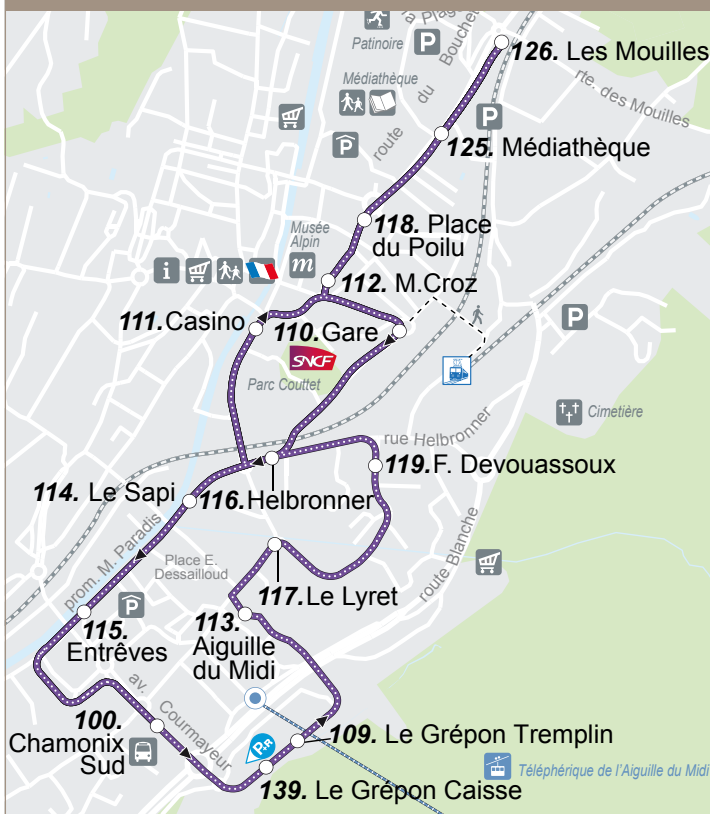 Patinoire
P
la Plage
Médiathèque
route
du
Bouchet
126. Les Mouilles
rte. des Mouilles
P
P
125. Médiathèque
118. Place
du Poilu
Musée
Alpin
m
i
112. M.Croz
111. Casino
110. Gare
SNCF
Parc Couttet
P
rue Helbronner
Cimetière
119. F. Devouassoux
114. Le Sapi
116. Helbronner
prom. M. Paradis
Place E.
Dessailloud
route Blanche
117. Le Lyret
P
115.
Entrêves
113.
Aiguille
du Midi
av. Courmayeur
100.
Chamonix
Sud
P+R
109. Le Grépon Tremplin
Téléphérique de l'Aiguille du Midi
139. Le Grépon Caisse